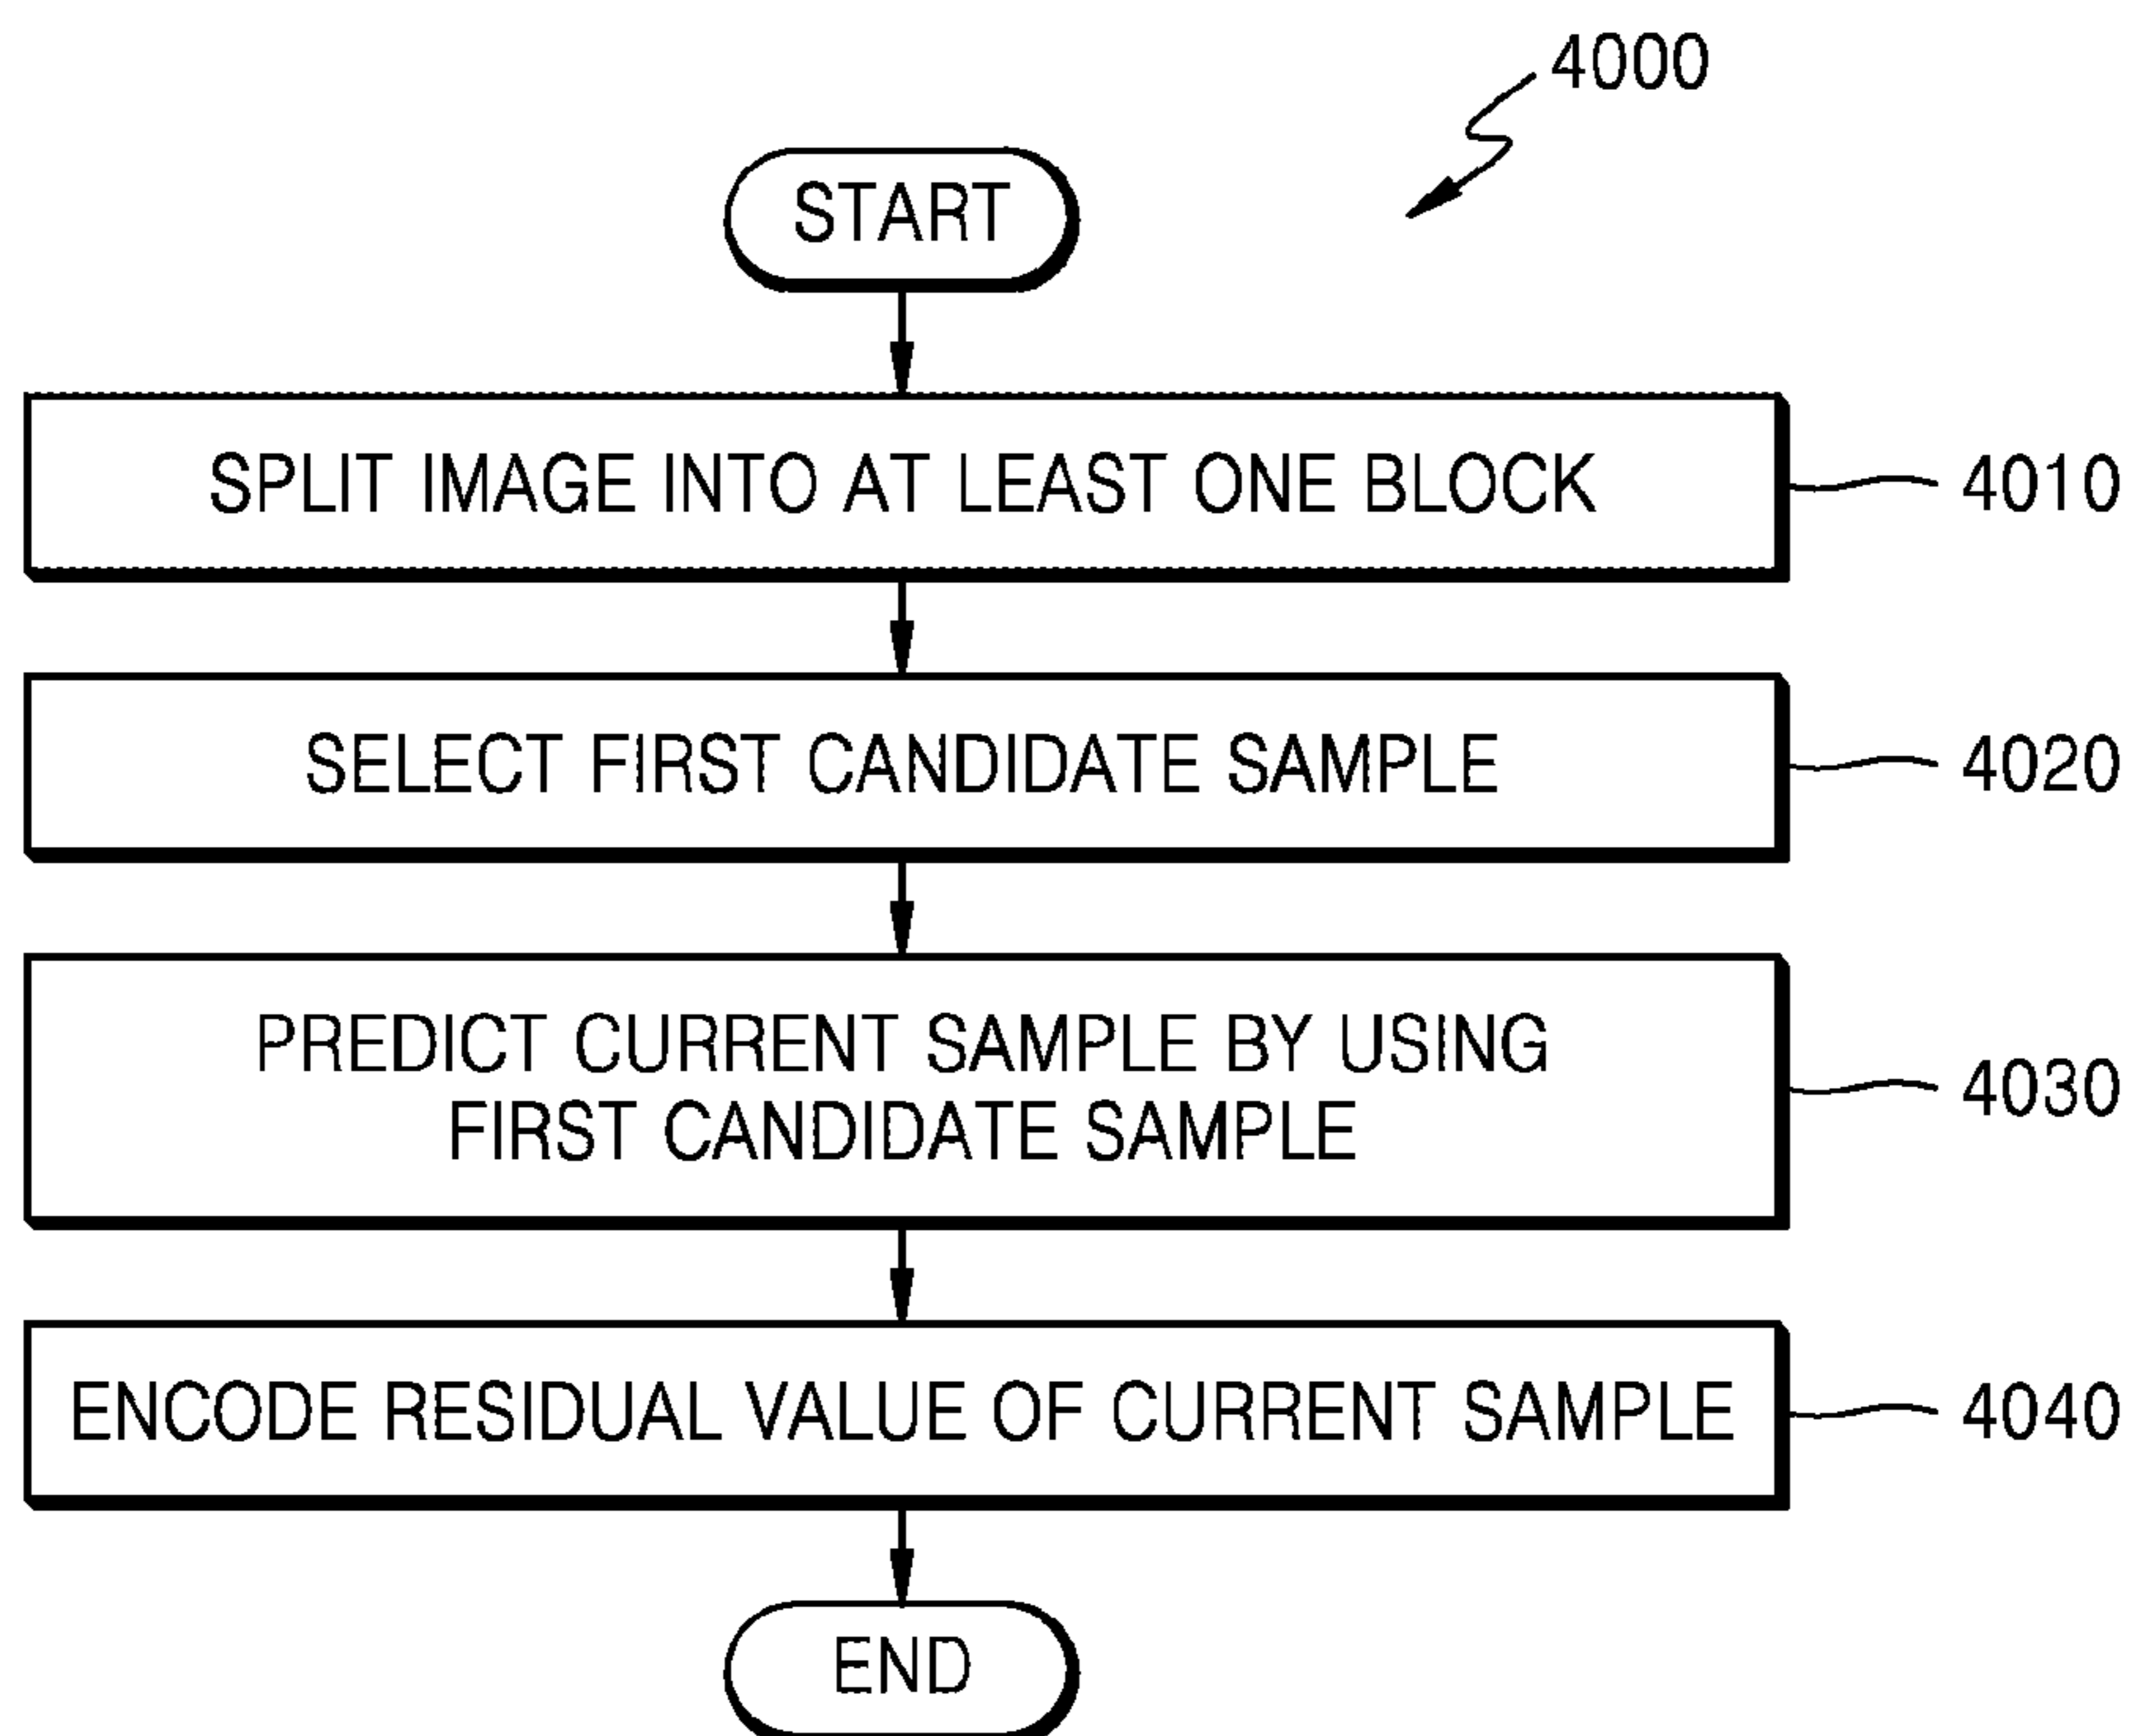 4000
START
SPLIT IMAGE INTO AT LEAST ONE BLOCK
4010
SELECT FIRST CANDIDATE SAMPLE
4020
PREDICT CURRENT SAMPLE BY USING
FIRST CANDIDATE SAMPLE
4030
ENCODE RESIDUAL VALUE OF CURRENT SAMPLE
4040
END